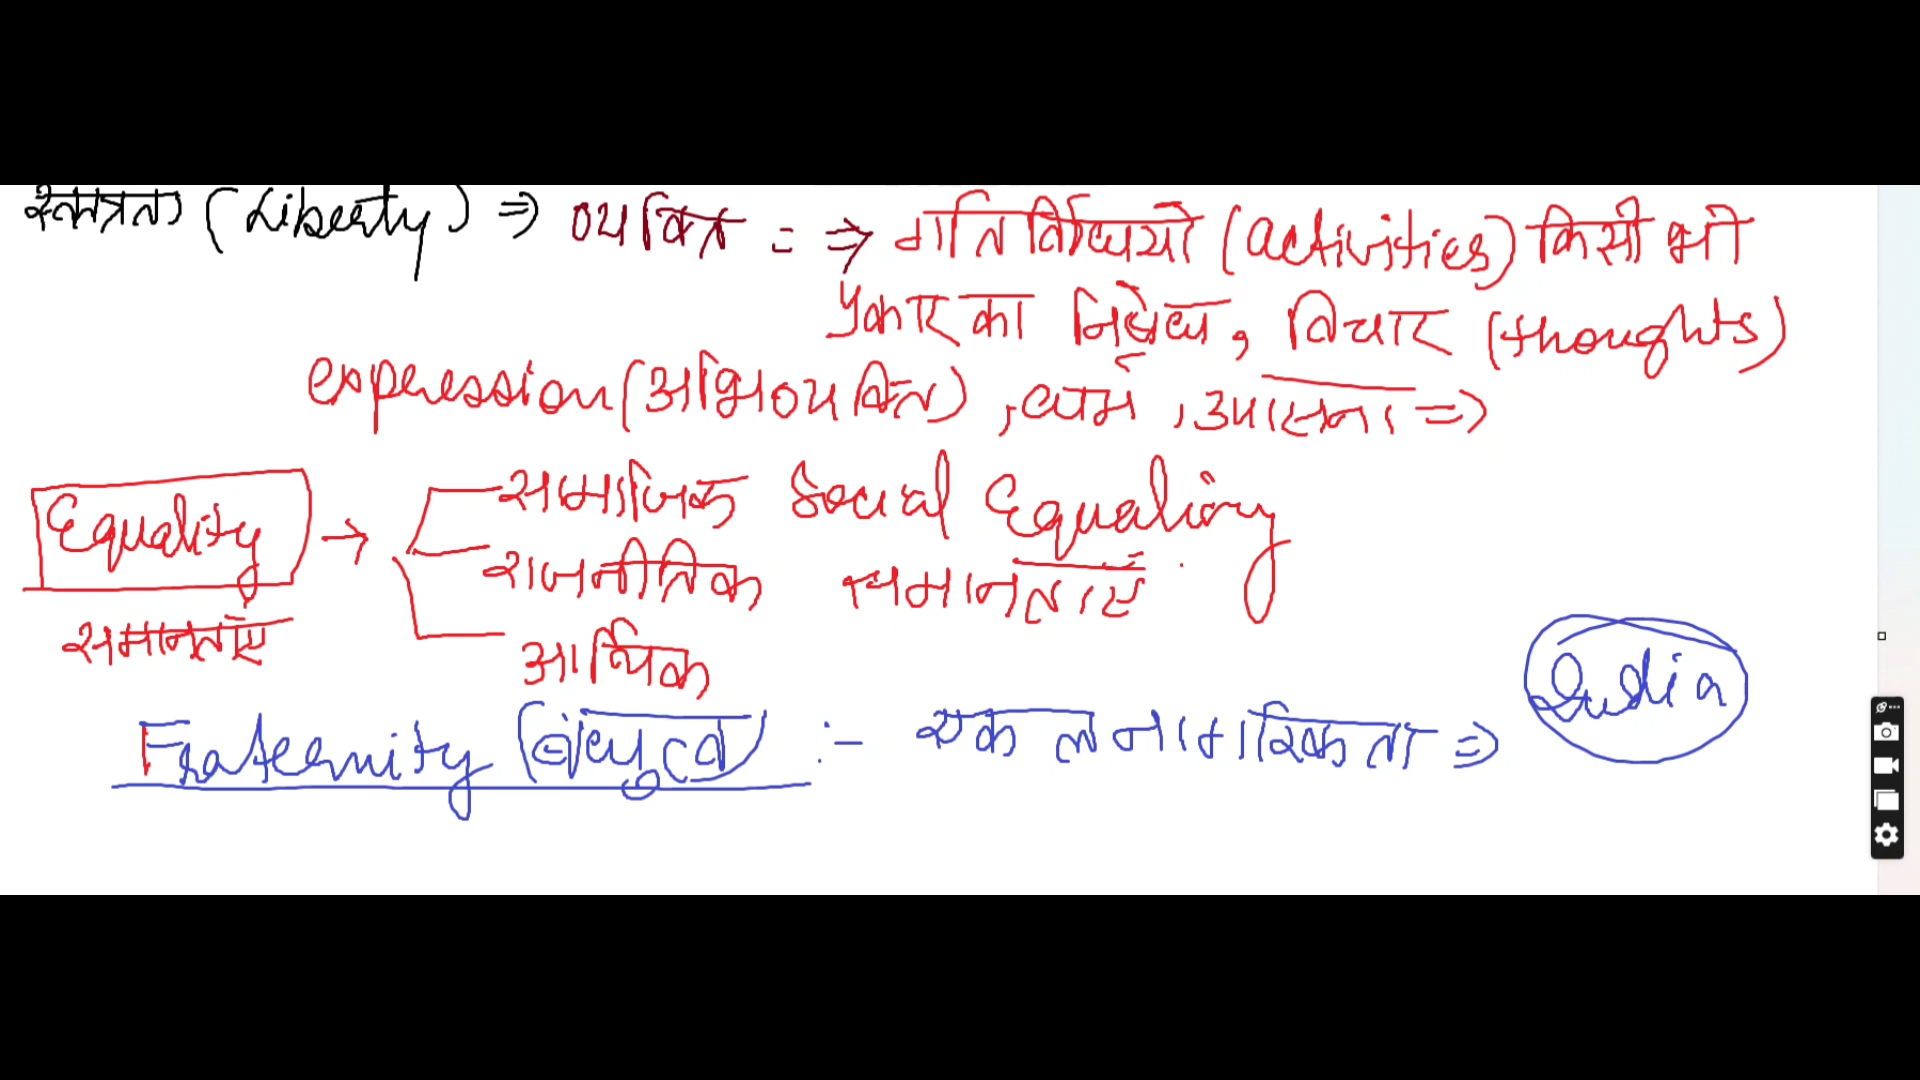 स्वतंत्रता (Liberty) ⇒ व्यक्ति = ⇒ गतिविधियो (activities) किसी भी
प्रकार का निषेध, विचार (thoughts)
expression (अभिव्यक्ति), धर्म, उपासना ⇒
Equality → सामाजिक Social Equality
राजनीतिक समानताएं
समानताएं आर्थिक
India
Fraternity (बंधुत्व) :- एकल नागरिकता ⇒